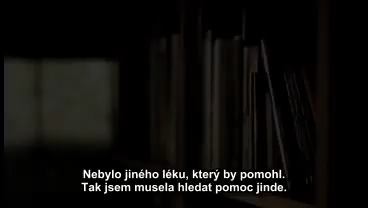 Nebylo jiného léku, který by pomohl.
Tak jsem musela hledat pomoc jinde.